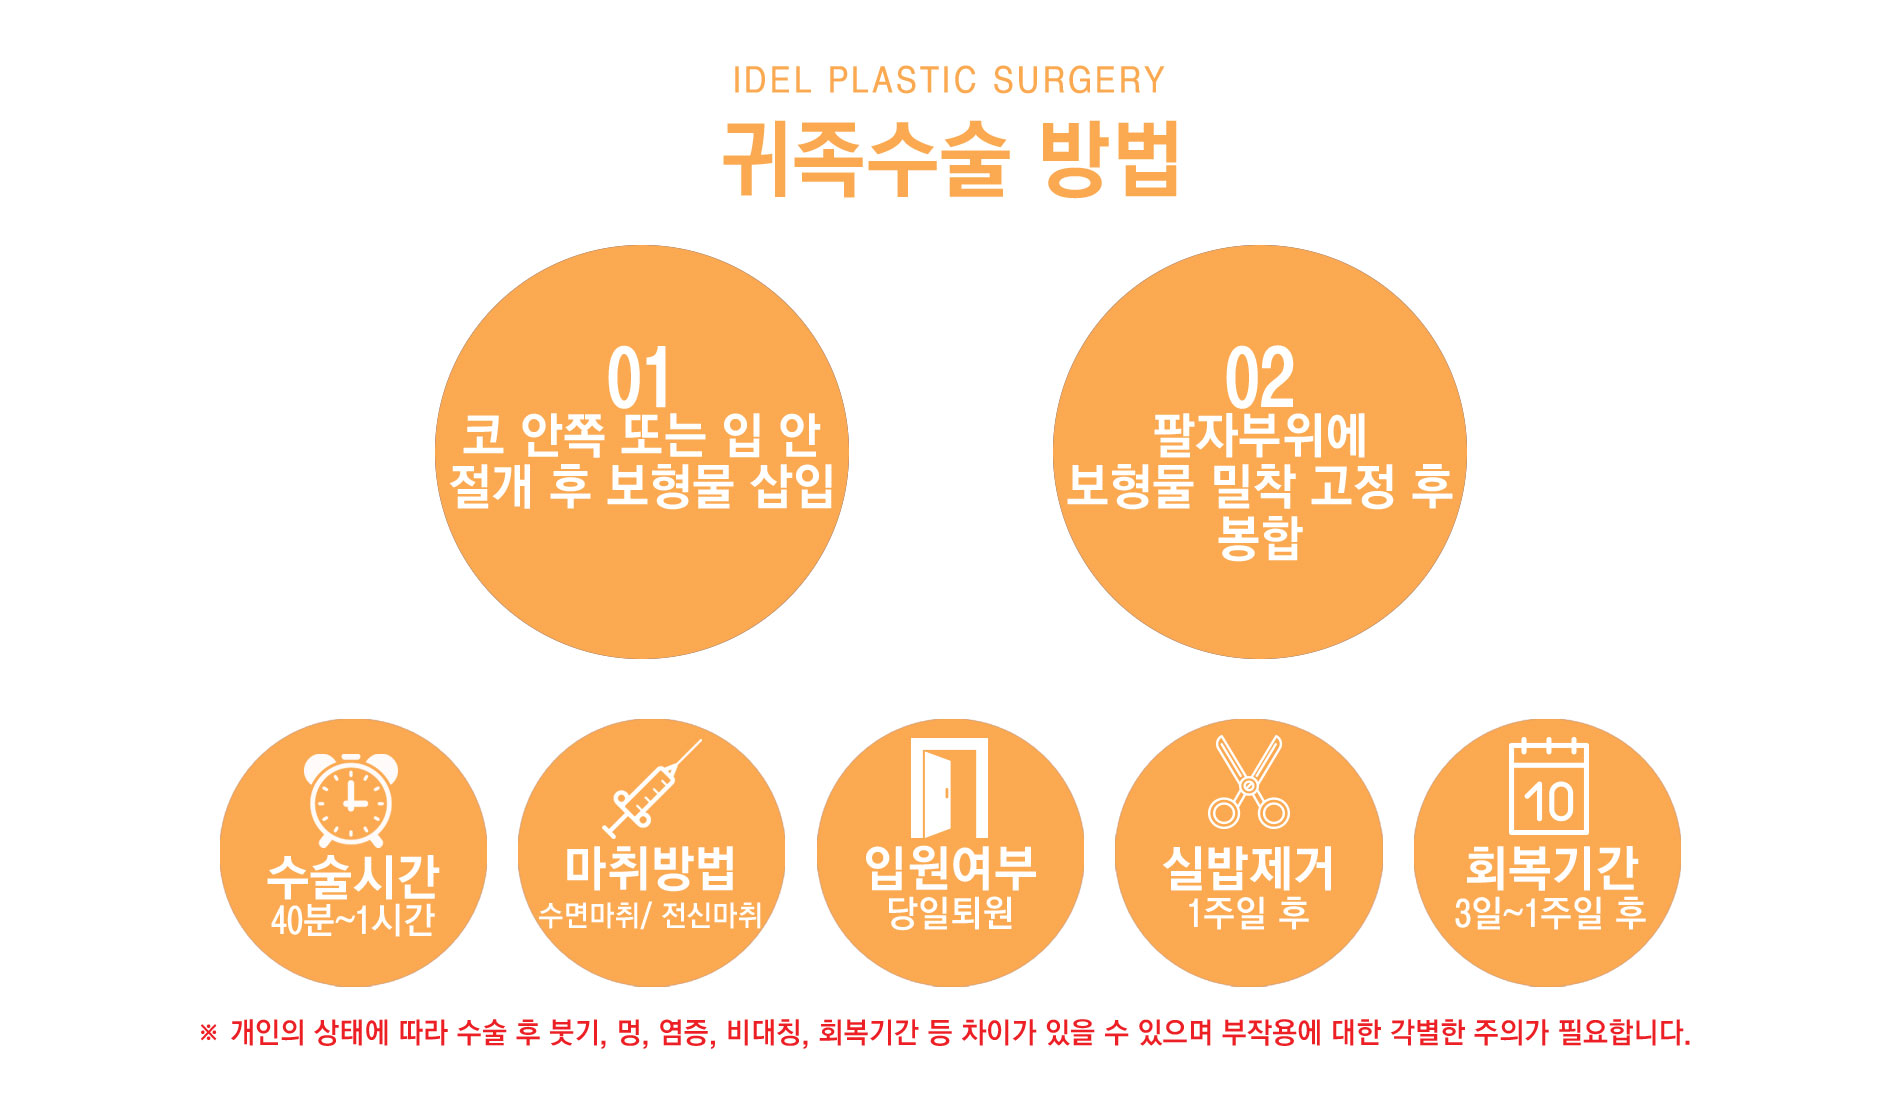 IDEL PLASTIC SURGERY
귀족수술 방법
01
코 안쪽 또는 입 안
절개 후 보형물 삽입
02
팔자부위에
보형물 밀착 고정 후
봉합
수술시간
40분~1시간
마취방법
수면마취/ 전신마취
입원여부
당일퇴원
실밥제거
1주일 후
10
회복기간
3일~1주일 후
※ 개인의 상태에 따라 수술 후 붓기, 멍, 염증, 비대칭, 회복기간 등 차이가 있을 수 있으며 부작용에 대한 각별한 주의가 필요합니다.